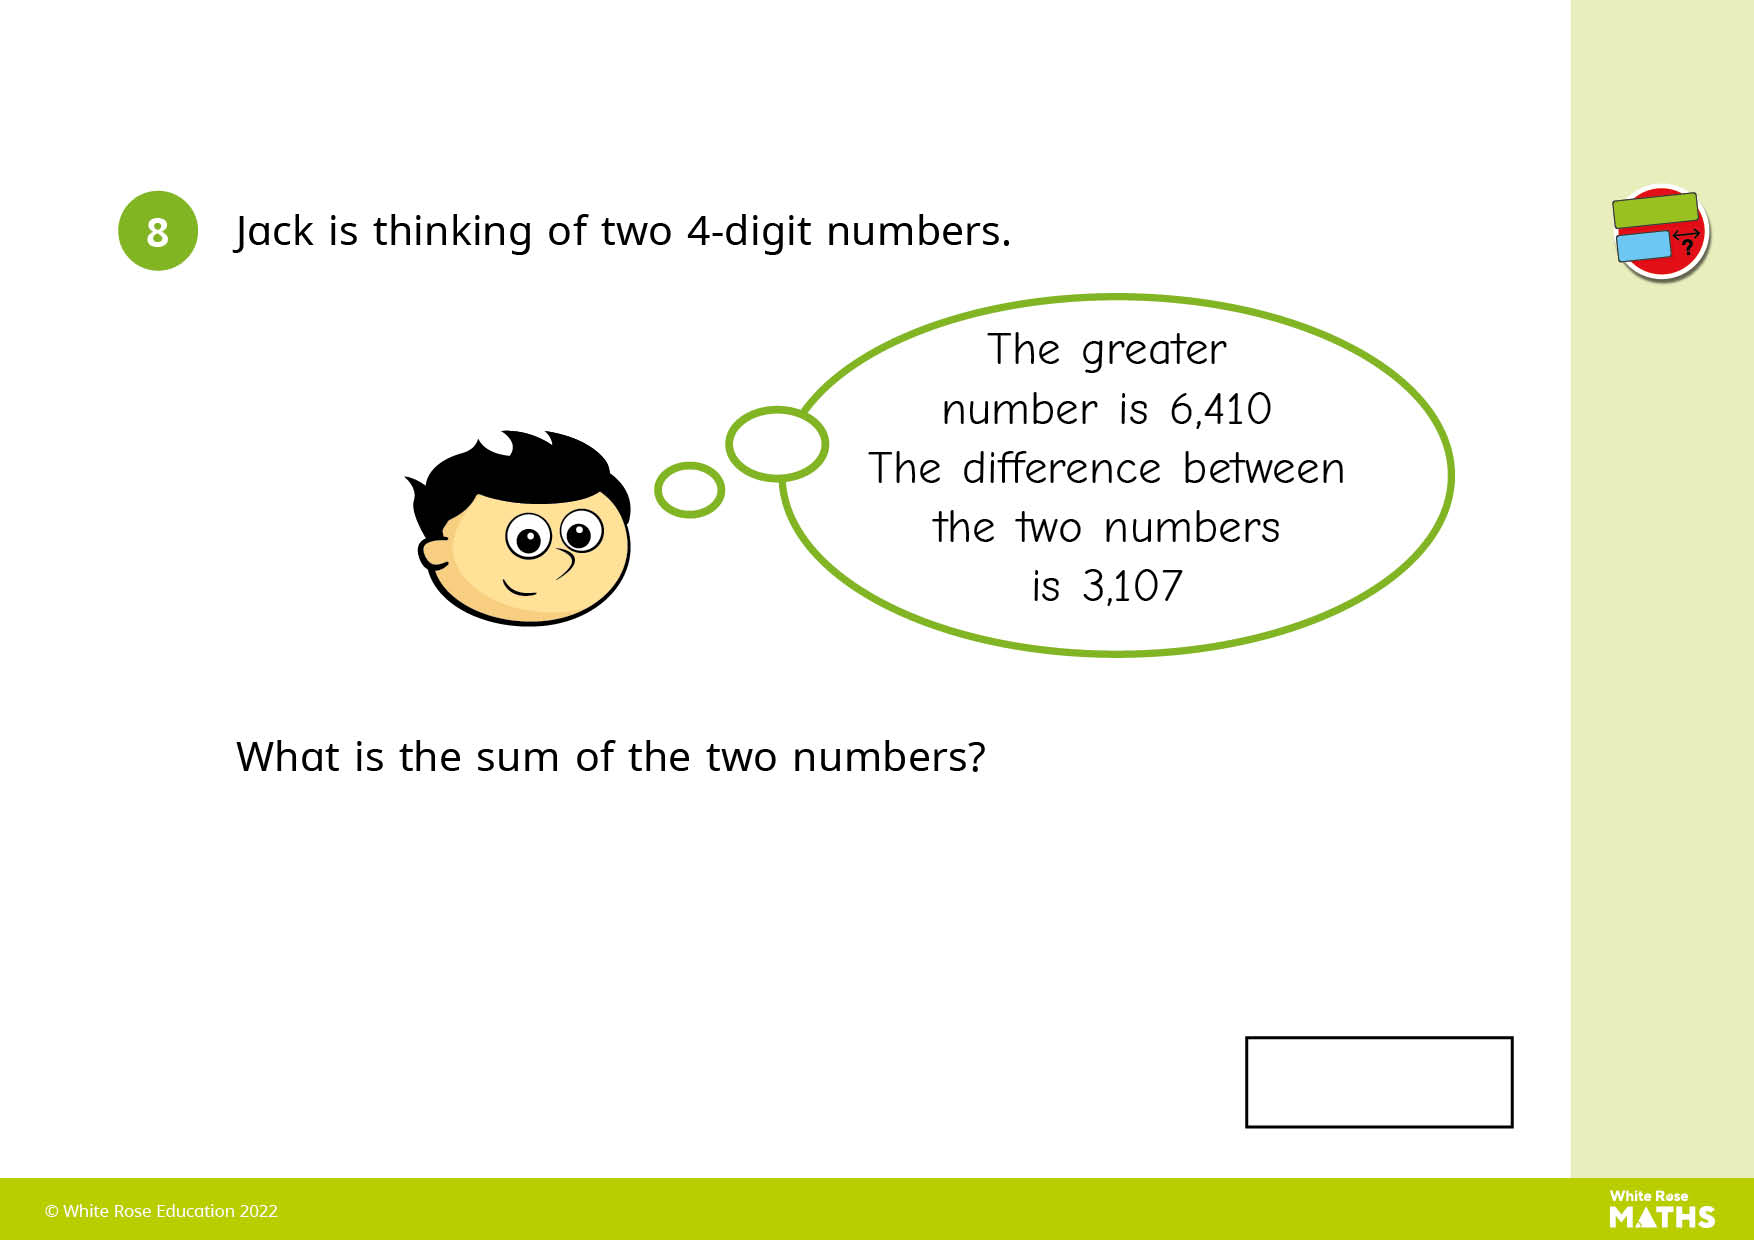 8 Jack is thinking of two 4-digit numbers.
The greater
number is 6,410
The difference between
the two numbers
is 3,107
?
What is the sum of the two numbers?
© White Rose Education 2022
White Rose
MATHS